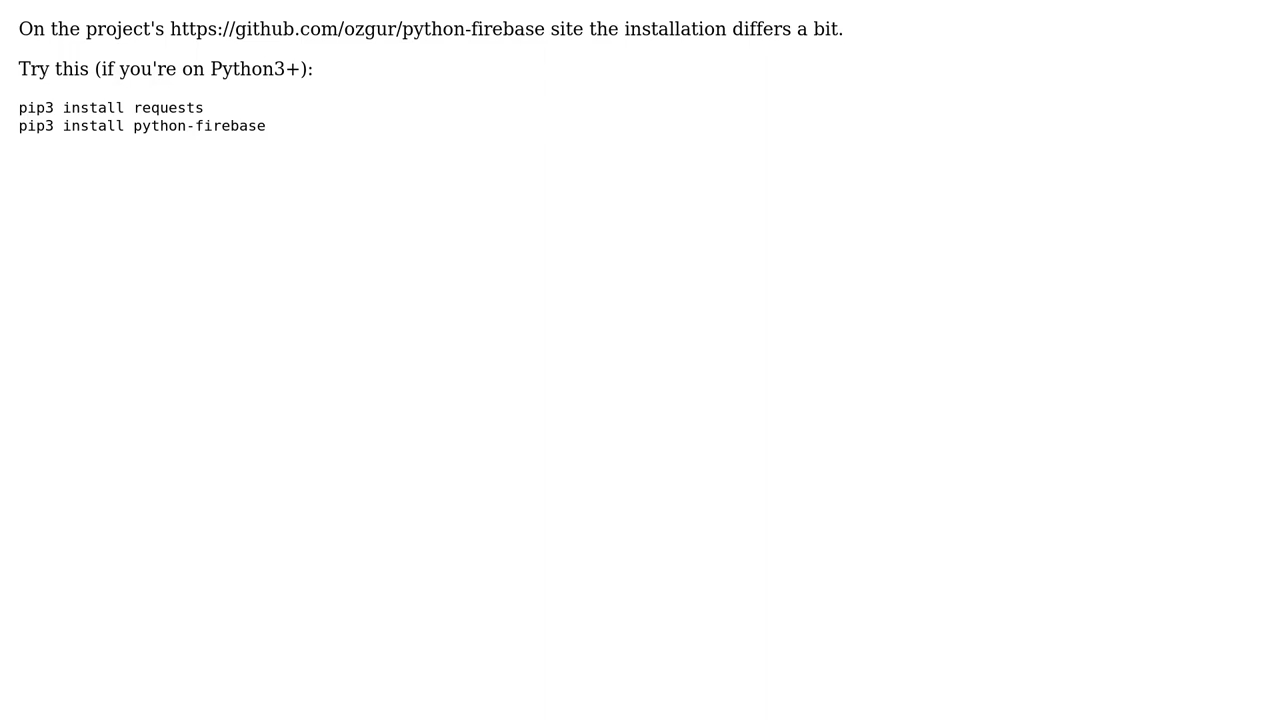 On the project's https://github.com/ozgur/python-firebase site the installation differs a bit.
Try this (if you're on Python3+):
pip3 install requests
pip3 install python-firebase